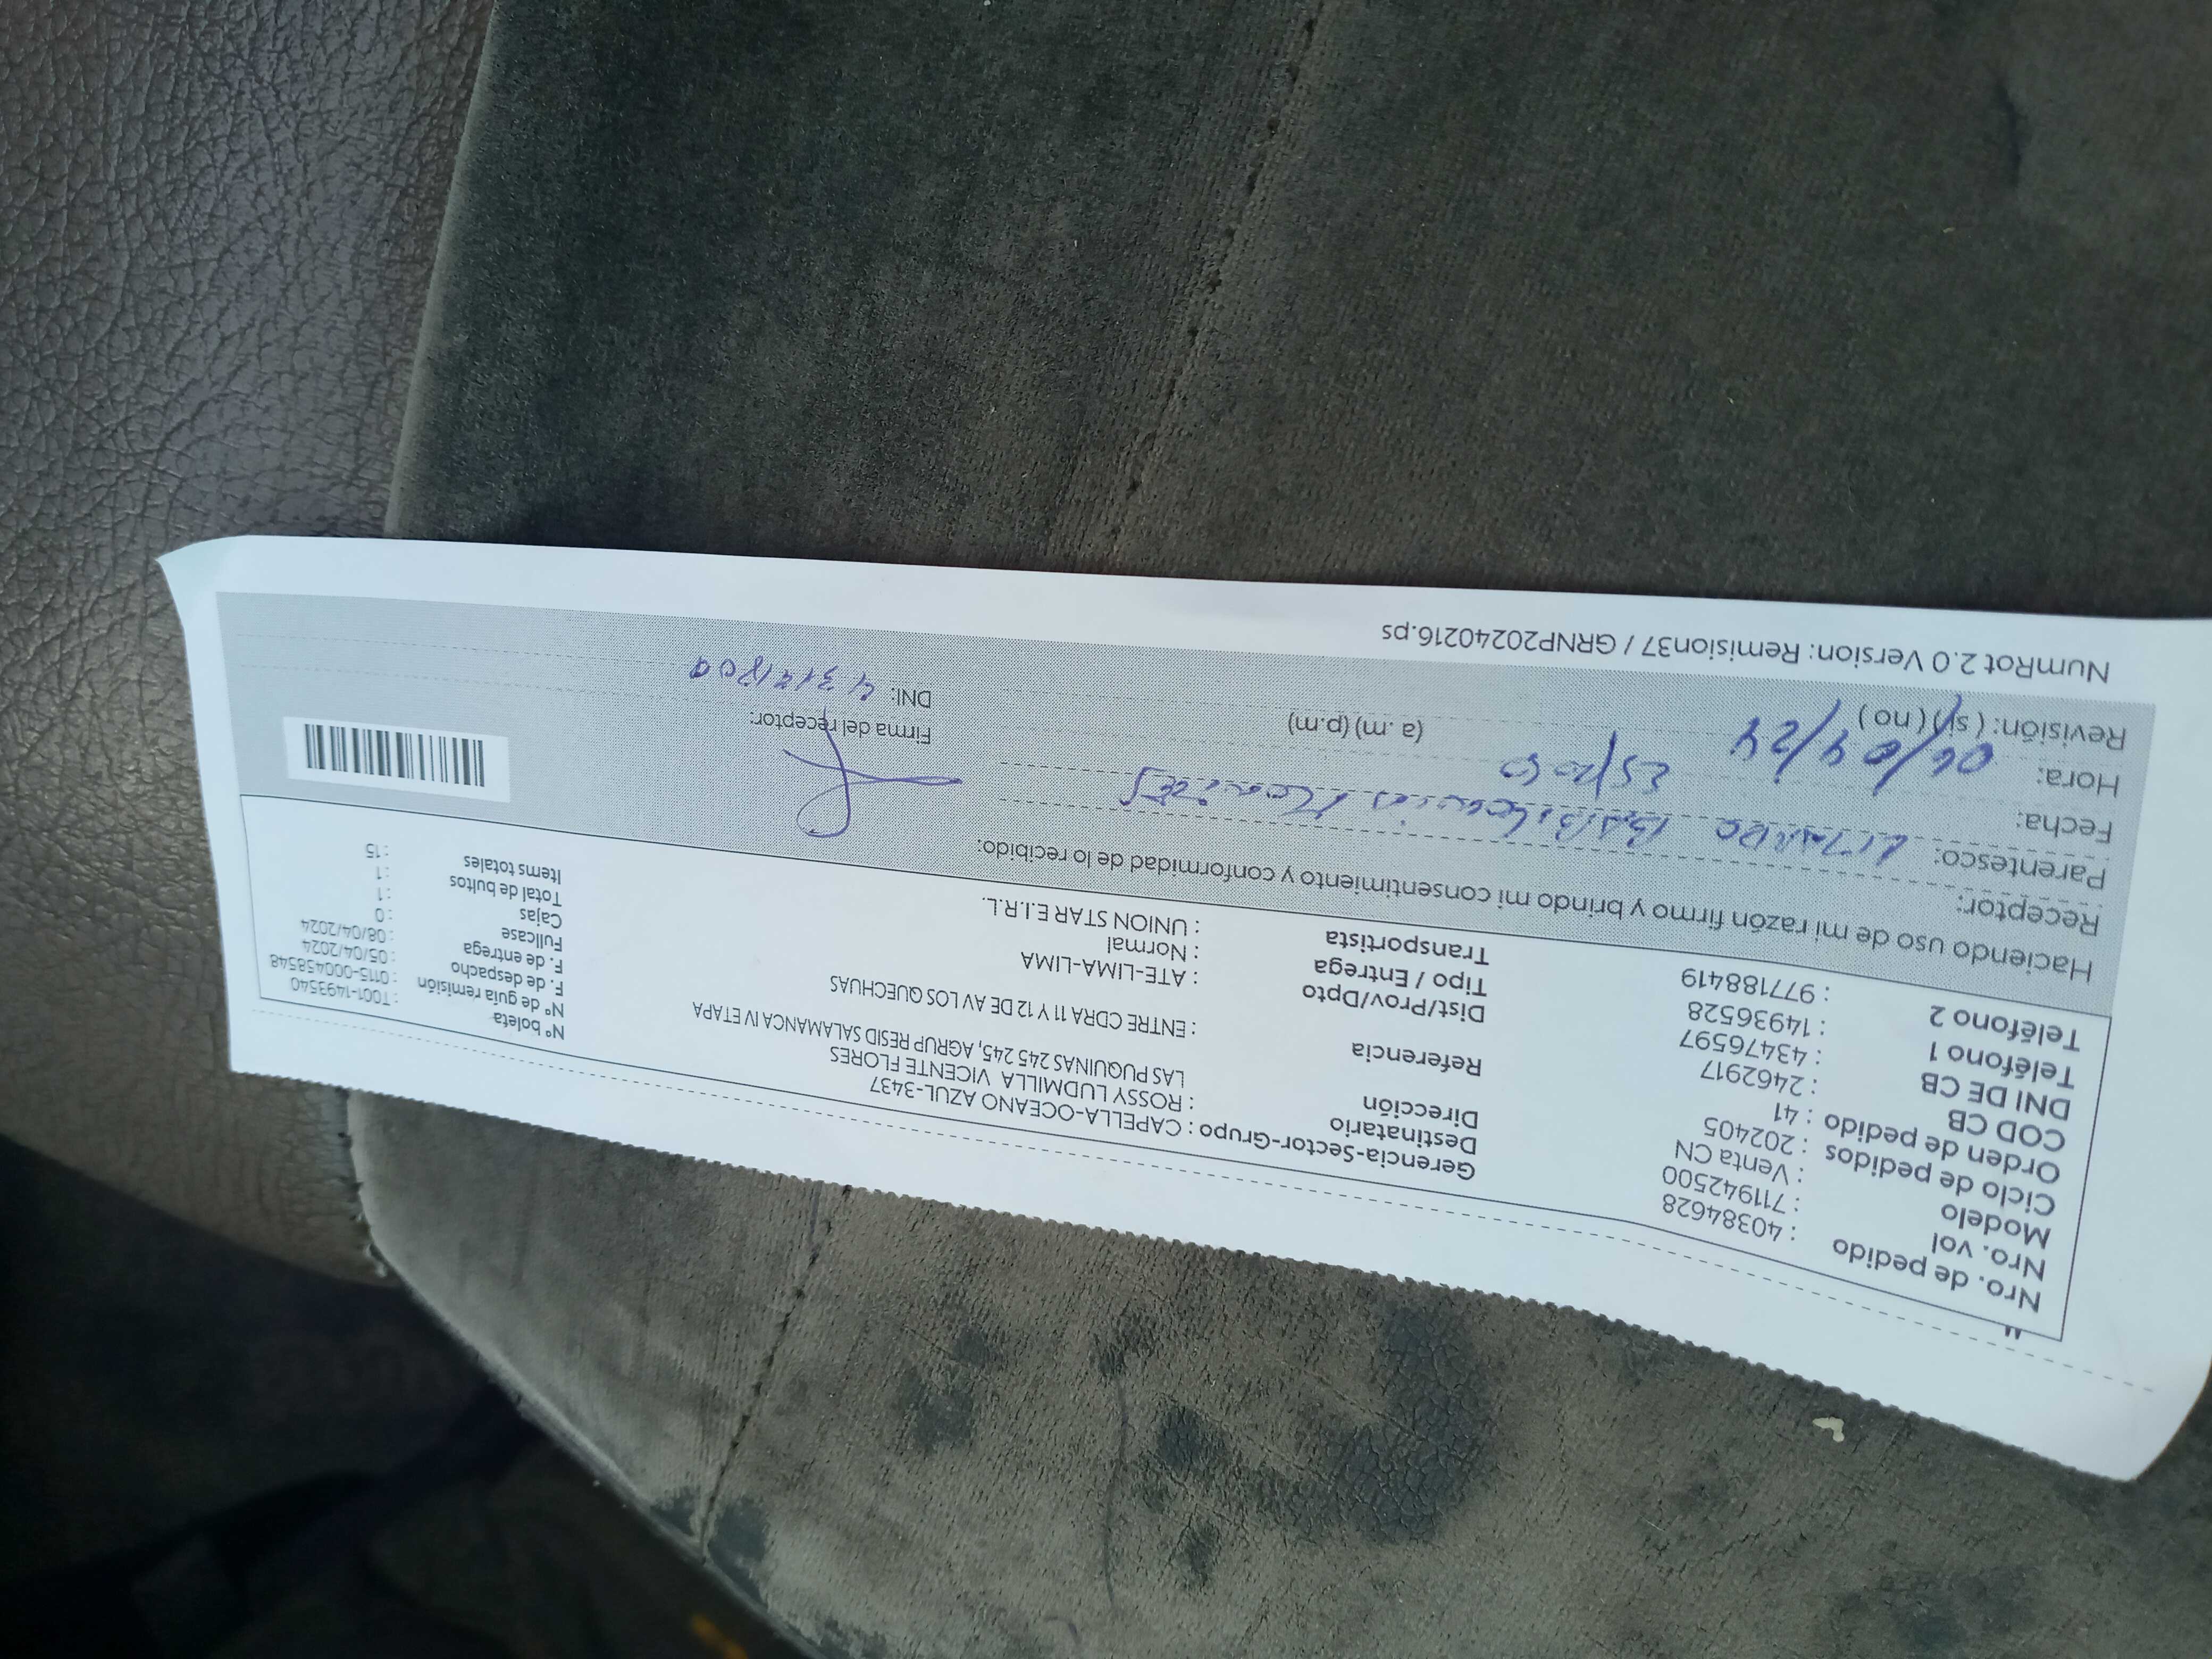 Nro. de pedido : 40384628
Nro. vol : 711942500
Modelo : Venta CN
Ciclo de pedidos : 202405
Orden de pedido : 41
COD CB : 2462917
DNI DE CB : 43476597
Teléfono 1 : 14936528
Teléfono 2 : 977188419
Gerencia-Sector-Grupo : CAPELLA-OCEANO AZUL-3437
Destinatario : ROSSY LUDMILLA VICENTE FLORES
Dirección LAS PUQUINAS 245 245, AGRUP RESID SALAMANCA IV ETAPA
Referencia : ENTRE CDRA 11 Y 12 DE AV LOS QUECHUAS
Dist/Prov/Dpto : ATE-LIMA-LIMA
Tipo / Entrega : Normal
Transportista : UNION STAR E.I.R.L.
N° boleta : T001-1493540
N° de guía remisión : 0115-000458548
F. de despacho : 05/04/2024
F. de entrega : 08/04/2024
Fullcase : 0
Cajas : 1
Total de bultos : 1
Items totales : 15
Haciendo uso de mi razón firmo y brindo mi consentimiento y conformidad de lo recibido:
Receptor:
Parentesco:
Fecha: Esposo
Hora: 06/04/24
Revisión: ( si ) ( no )
(a .m) (p.m)
Firma del receptor:
DNI:
NumRot 2.0 Version: Remision37 / GRNP20240216.ps